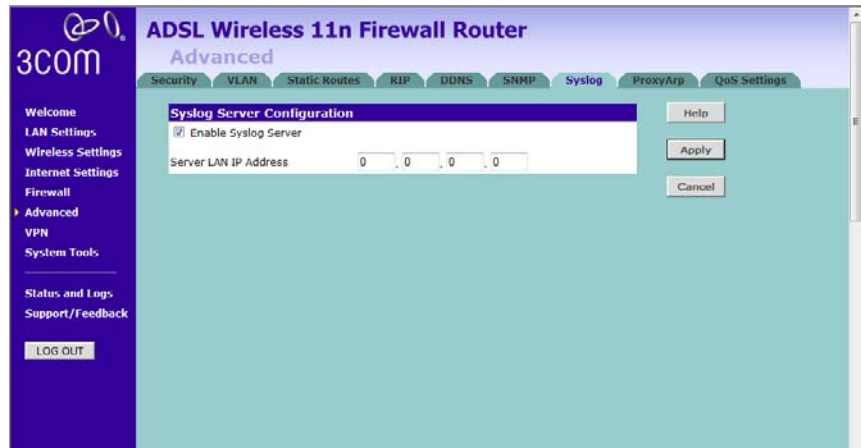 3COM
ADSL Wireless 11n Firewall Router
Advanced
Security VLAN Static Routes RIP DDNS SNMP Syslog ProxyArp QoS Settings
Welcome
LAN Settings
Wireless Settings
Internet Settings
Firewall
Advanced
VPN
System Tools
Status and Logs
Support/Feedback
LOG OUT
Syslog Server Configuration
Enable Syslog Server
Server LAN IP Address 0 . 0 . 0 . 0
Help
Apply
Cancel